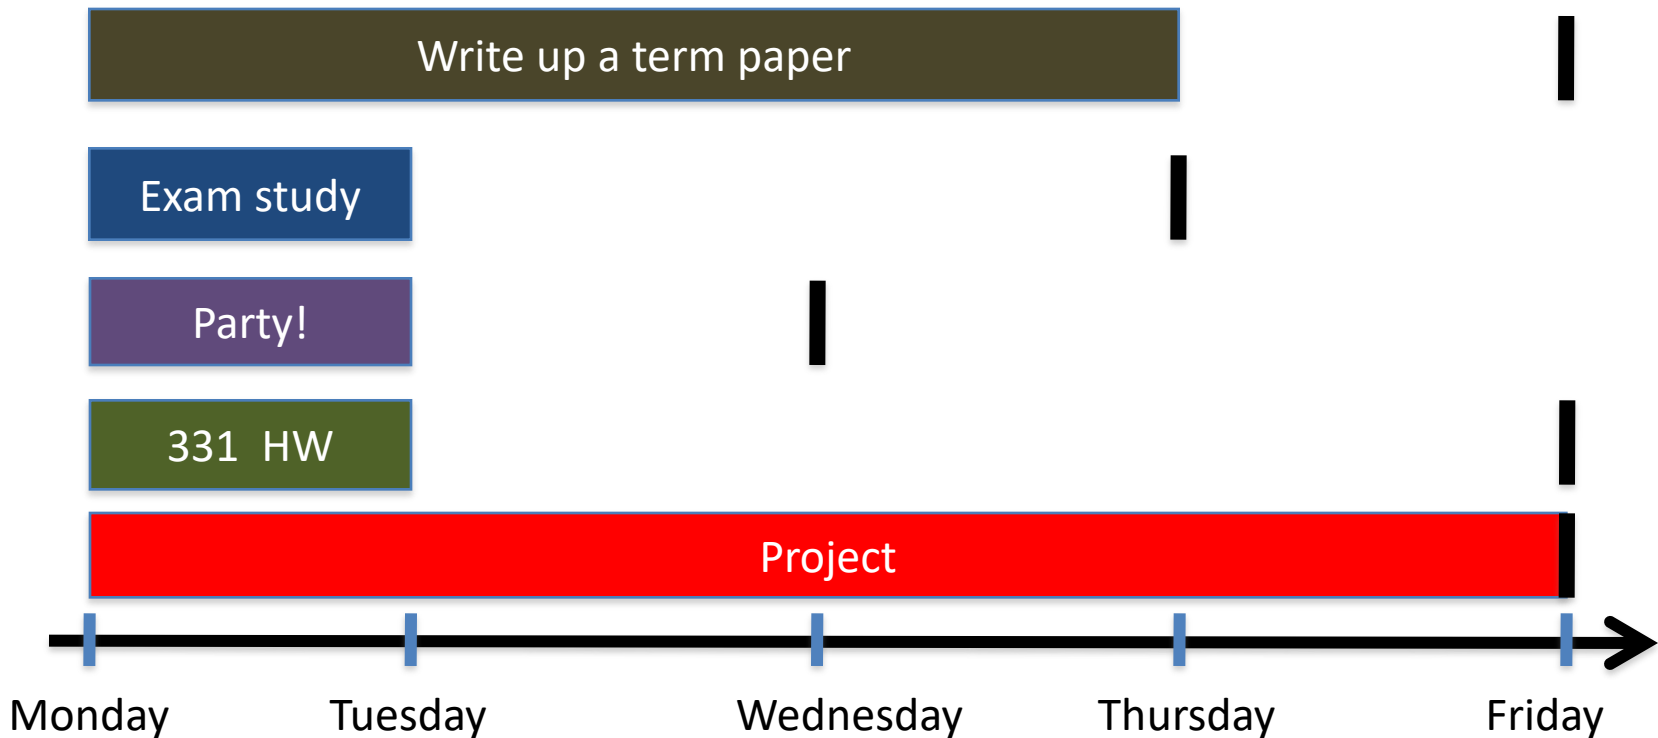 Write up a term paper
Exam study
Party!
331 HW
Project
Monday Tuesday Wednesday Thursday Friday